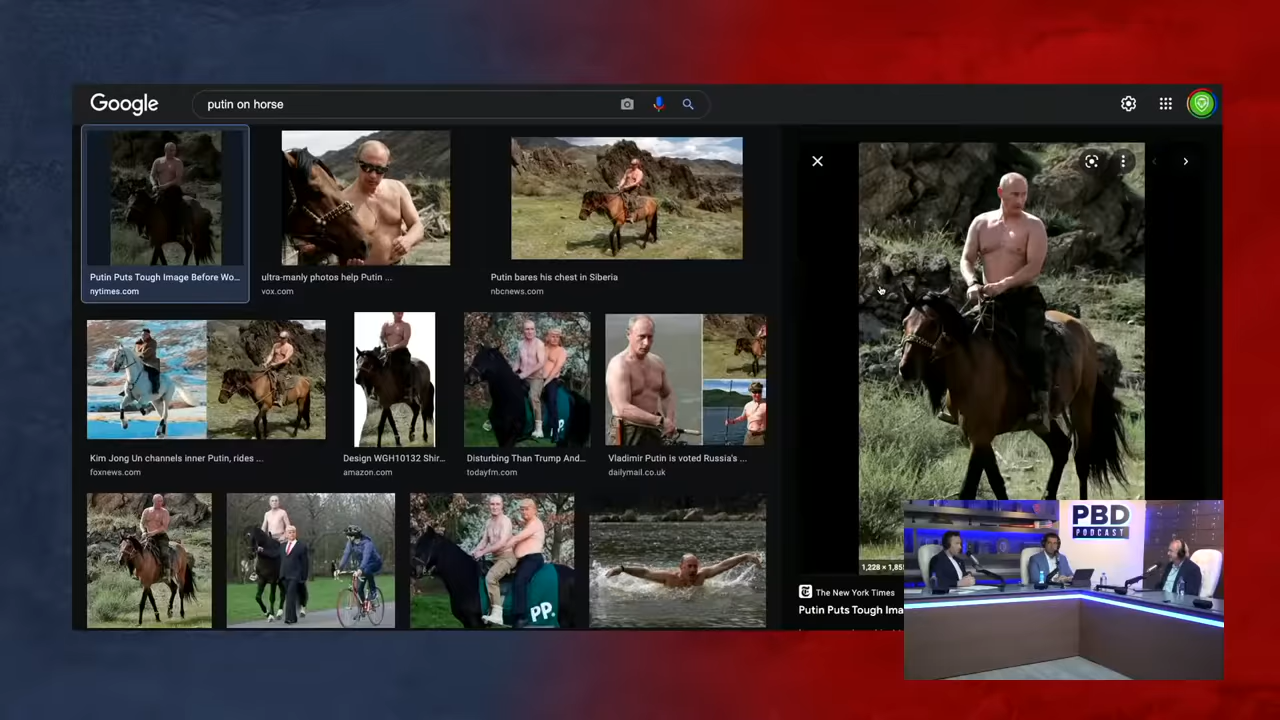 Google
putin on horse
Putin Puts Tough Image Before Wo...
nytimes.com
ultra-manly photos help Putin ...
vox.com
Putin bares his chest in Siberia
nbcnews.com
Kim Jong Un channels inner Putin, rides ...
foxnews.com
Design WGH10132 Shir...
amazon.com
Disturbing Than Trump And...
todayfm.com
Vladimir Putin is voted Russia's ...
dailymail.co.uk
PP.
PP.
The New York Times
Putin Puts Tough Ima
PBD
PODCAST